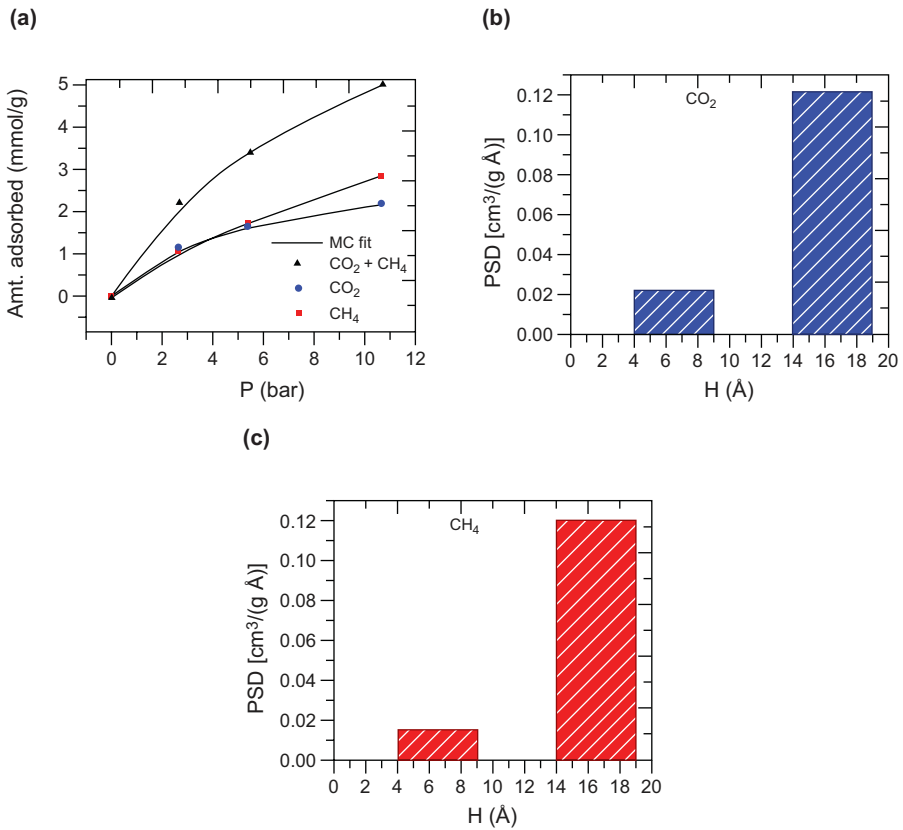 (a)
Amt. adsorbed (mmol/g)
5
4
3
2
1
0
MC fit
CO₂ + CH₄
CO₂
CH₄
0 2 4 6 8 10 12
P (bar)
(b)
PSD [cm³/(g Å)]
0.12
0.10
0.08
0.06
0.04
0.02
0.00
CO₂
0 2 4 6 8 10 12 14 16 18 20
H (Å)
(c)
PSD [cm³/(g Å)]
0.12
0.10
0.08
0.06
0.04
0.02
0.00
CH₄
0 2 4 6 8 10 12 14 16 18 20
H (Å)